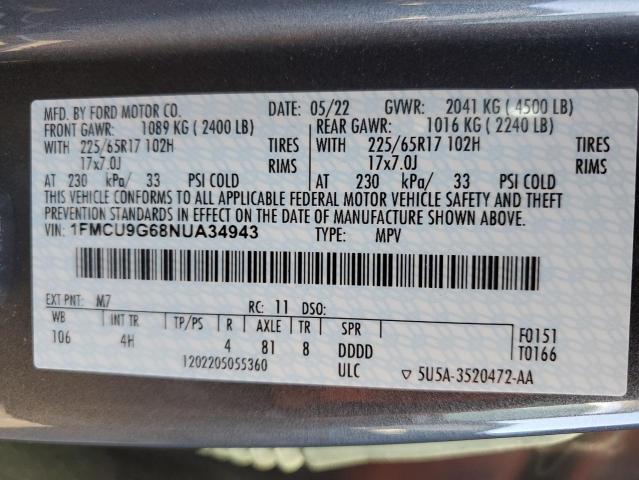 MFD. BY FORD MOTOR CO. DATE: 05/22 GVWR: 2041 KG ( 4500 LB)
FRONT GAWR: 1089 KG ( 2400 LB) REAR GAWR: 1016 KG ( 2240 LB)
WITH 225/65R17 102H TIRES WITH 225/65R17 102H TIRES
17x7.0J RIMS 17x7.0J RIMS
AT 230 kPa/ 33 PSI COLD AT 230 kPa/ 33 PSI COLD
THIS VEHICLE CONFORMS TO ALL APPLICABLE FEDERAL MOTOR VEHICLE SAFETY AND THEFT
PREVENTION STANDARDS IN EFFECT ON THE DATE OF MANUFACTURE SHOWN ABOVE.
VIN: 1FMCU9G68NUA34943 TYPE: MPV
EXT PNT: M7 RC: 11 DSO:
WB INT TR TP/PS R AXLE TR SPR F0151
106 4H 4 81 8 DDDD T0166
1202205055360 ULC ▽ 5U5A-3520472-AA